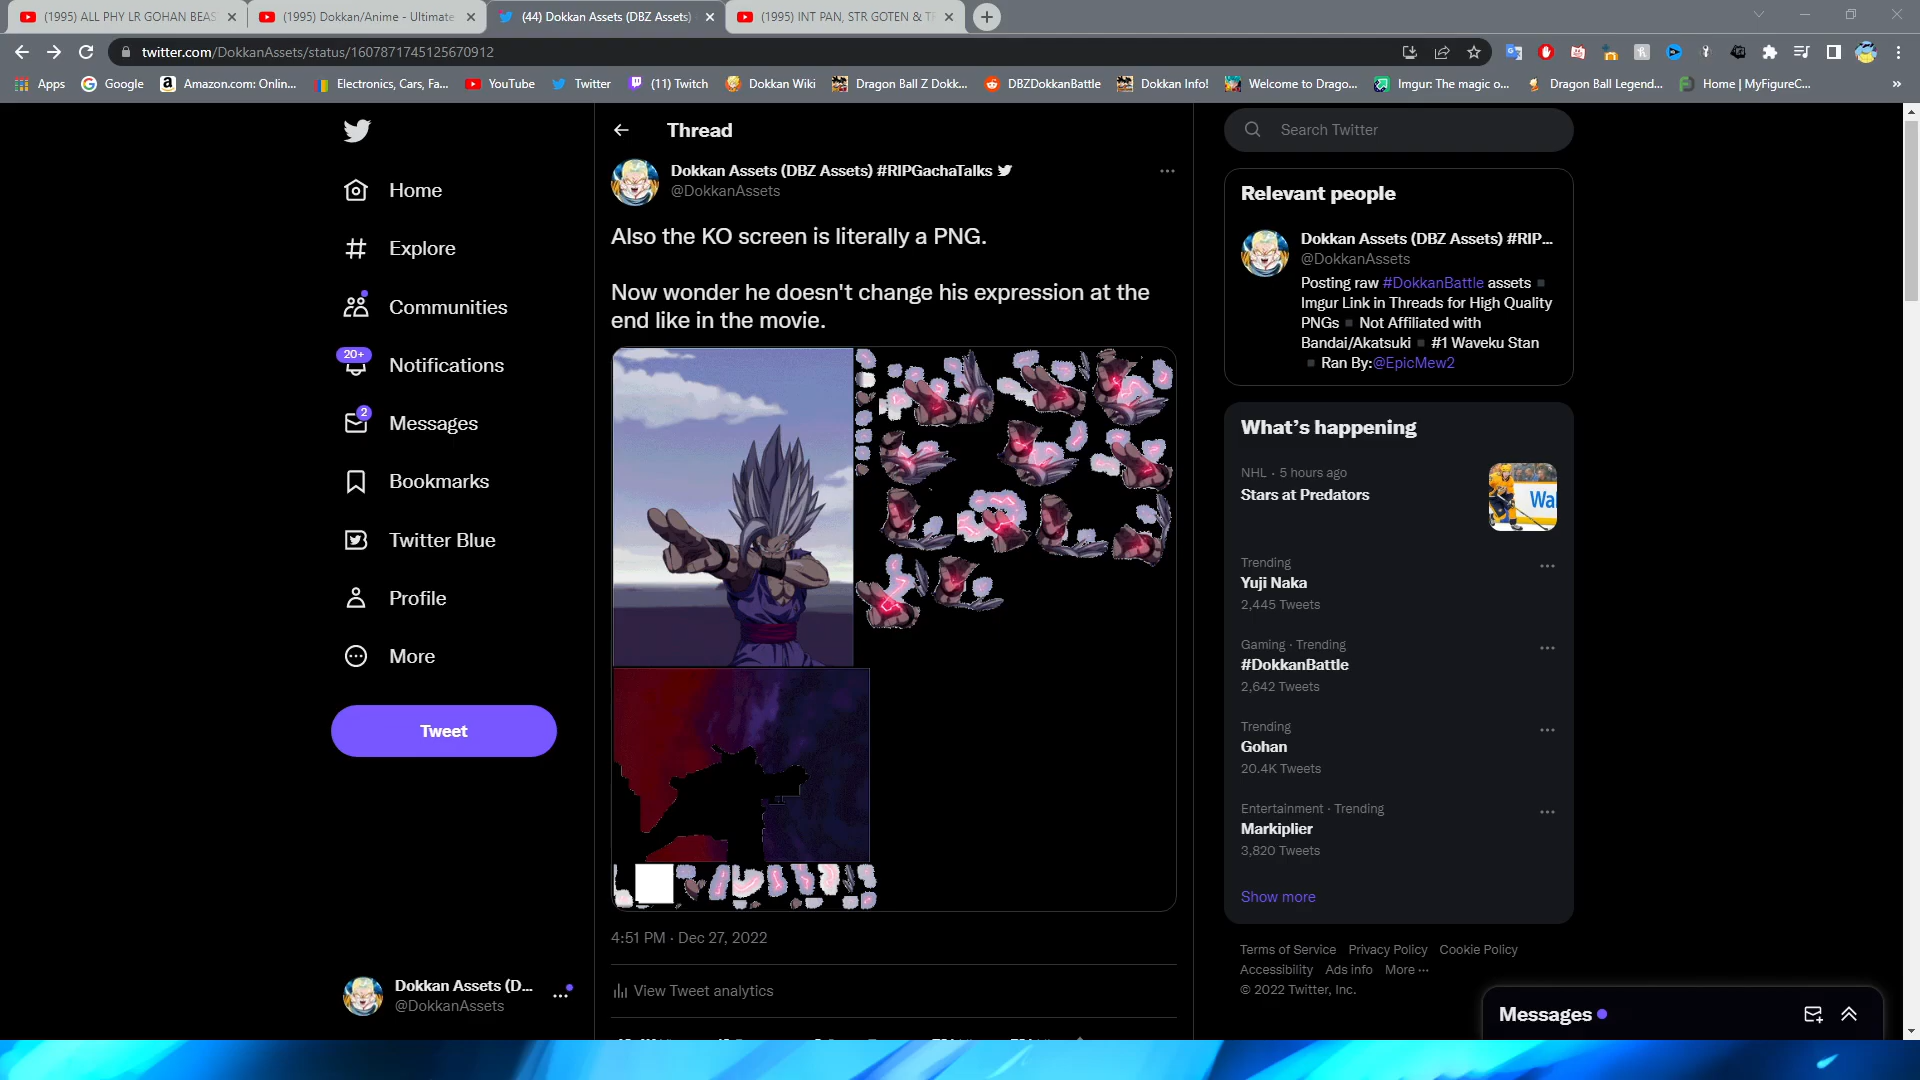 (1995) ALL PHY LR GOHAN BEAS
(1995) Dokkan/Anime - Ultimate
(44) Dokkan Assets (DBZ Assets)
(1995) INT PAN, STR GOTEN & T
twitter.com/DokkanAssets/status/1607871745125670912
Apps
Google
Amazon.com: Onlin...
Electronics, Cars, Fa...
YouTube
Twitter
(11) Twitch
Dokkan Wiki
Dragon Ball Z Dokk...
DBZDokkanBattle
Dokkan Info!
Welcome to Drago...
Imgur: The magic o...
Dragon Ball Legend...
Home | MyFigureC...
»
Home
Explore
Communities
20+
Notifications
2
Messages
Bookmarks
Twitter Blue
Profile
More
Tweet
Dokkan Assets (D...
@DokkanAssets
Thread
Dokkan Assets (DBZ Assets) #RIPGachaTalks
@DokkanAssets
Also the KO screen is literally a PNG.
Now wonder he doesn't change his expression at the
end like in the movie.
4:51 PM · Dec 27, 2022
View Tweet analytics
Search Twitter
Relevant people
Dokkan Assets (DBZ Assets) #RIP...
@DokkanAssets
Posting raw #DokkanBattle assets
Imgur Link in Threads for High Quality
PNGs ▪ Not Affiliated with
Bandai/Akatsuki ▪ #1 Waveku Stan
▪ Ran By:@EpicMew2
What's happening
NHL · 5 hours ago
Stars at Predators
Wa
Trending
Yuji Naka
2,445 Tweets
Gaming · Trending
#DokkanBattle
2,642 Tweets
Trending
Gohan
20.4K Tweets
Entertainment · Trending
Markiplier
3,820 Tweets
Show more
Terms of Service Privacy Policy Cookie Policy
Accessibility Ads info More ···
© 2022 Twitter, Inc.
Messages